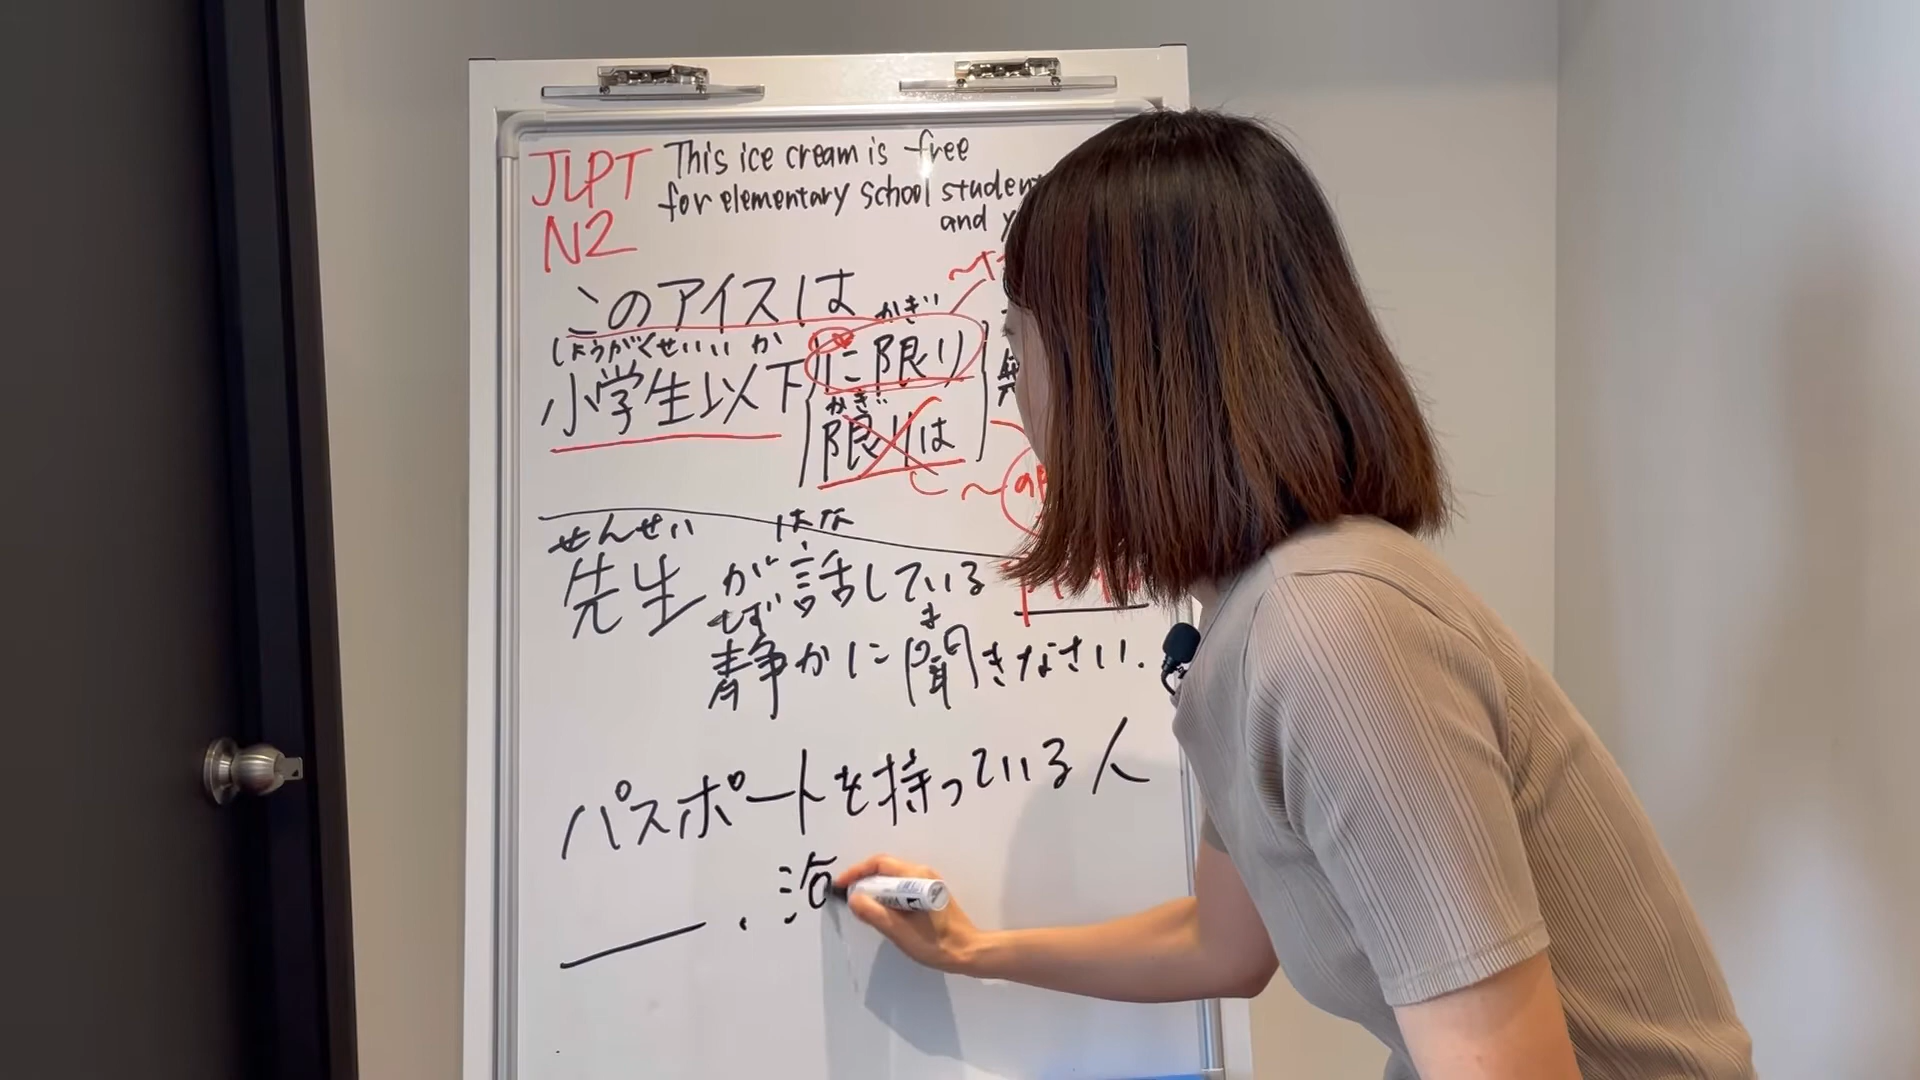 JLPT
N2
This ice cream is free
for elementary school studen
and y
このアイスは
かぎ
しょうがくせいいか
小学生以下 に限り
かぎ
限りは
せんせい はな
先生が話している
しず き
静かに聞きなさい.
パスポートを持っている人